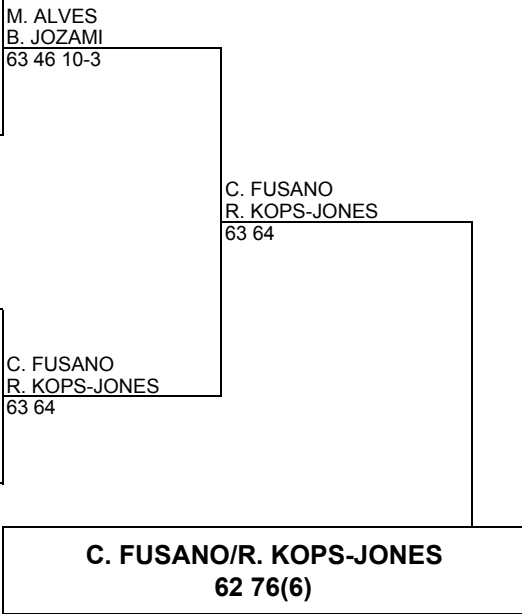 M. ALVES
B. JOZAMI
63 46 10-3
C. FUSANO
R. KOPS-JONES
63 64
C. FUSANO
R. KOPS-JONES
63 64
C. FUSANO/R. KOPS-JONES
62 76(6)